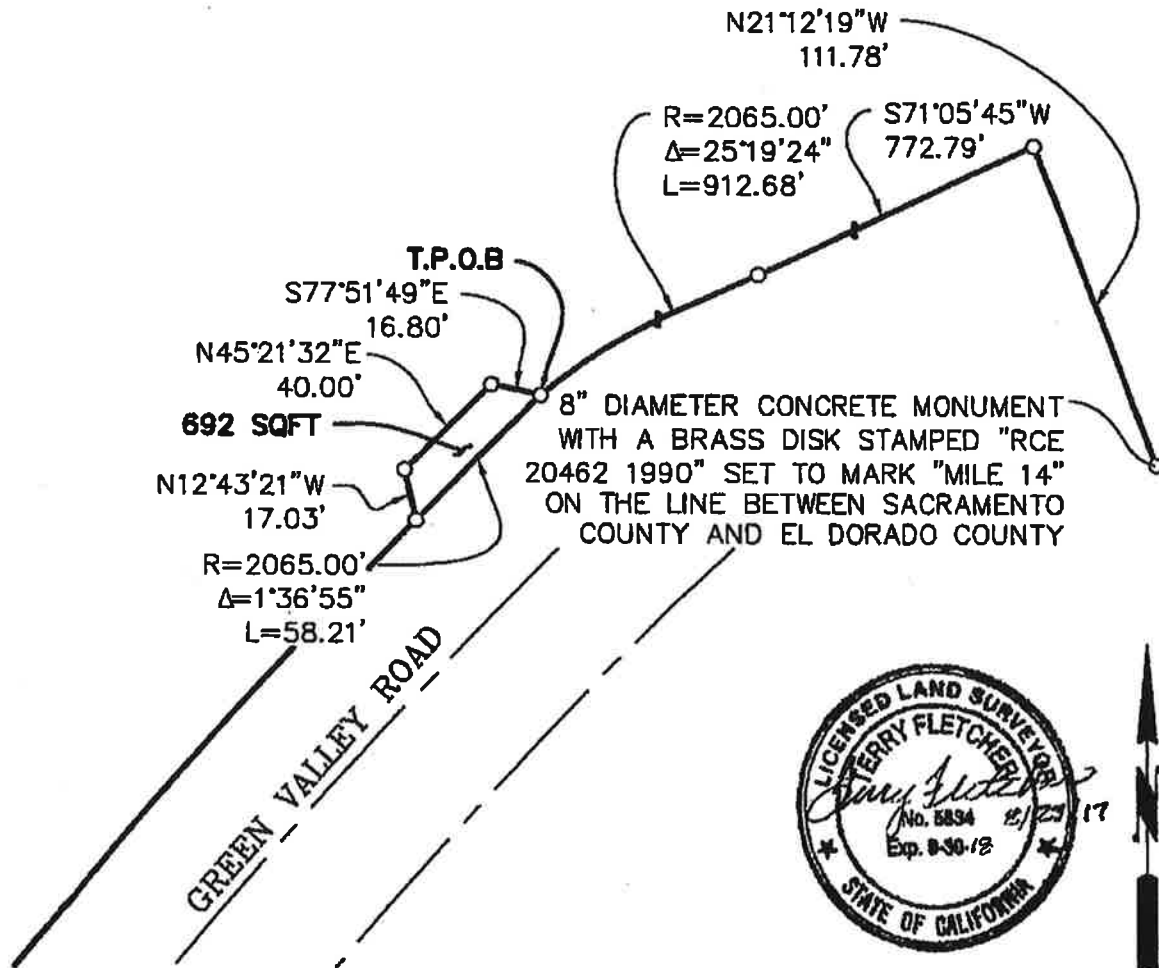 N21°12'19"W
111.78'
R=2065.00'
Δ=25°19'24"
L=912.68'
S71°05'45"W
772.79'
T.P.O.B
S77°51'49"E
16.80'
N45°21'32"E
40.00'
692 SQFT
N12°43'21"W
17.03'
R=2065.00'
Δ=1°36'55"
L=58.21'
8" DIAMETER CONCRETE MONUMENT
WITH A BRASS DISK STAMPED "RCE
20462 1990" SET TO MARK "MILE 14"
ON THE LINE BETWEEN SACRAMENTO
COUNTY AND EL DORADO COUNTY
GREEN VALLEY ROAD
LICENSED LAND SURVEYOR
TERRY FLETCHER
Terry Fletcher
No. 5834
Exp. 9-30-18
STATE OF CALIFORNIA
N